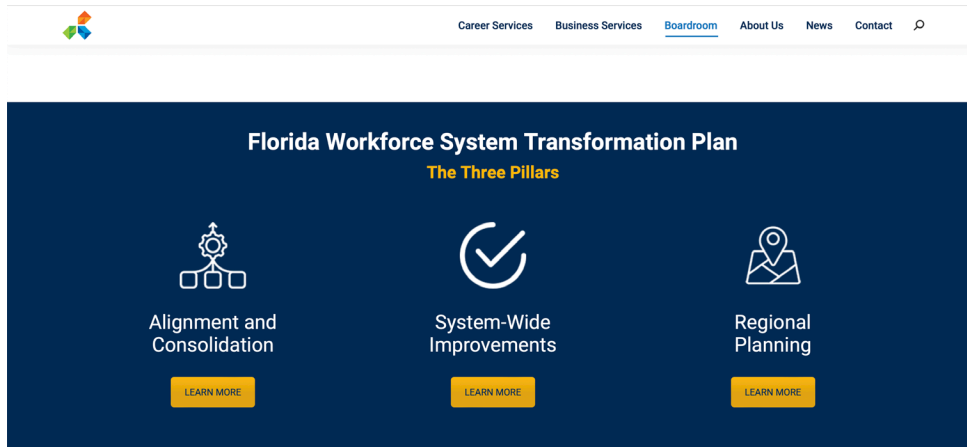 Career Services Business Services Boardroom About Us News Contact
Florida Workforce System Transformation Plan
The Three Pillars
Alignment and
Consolidation
LEARN MORE
System-Wide
Improvements
LEARN MORE
Regional
Planning
LEARN MORE